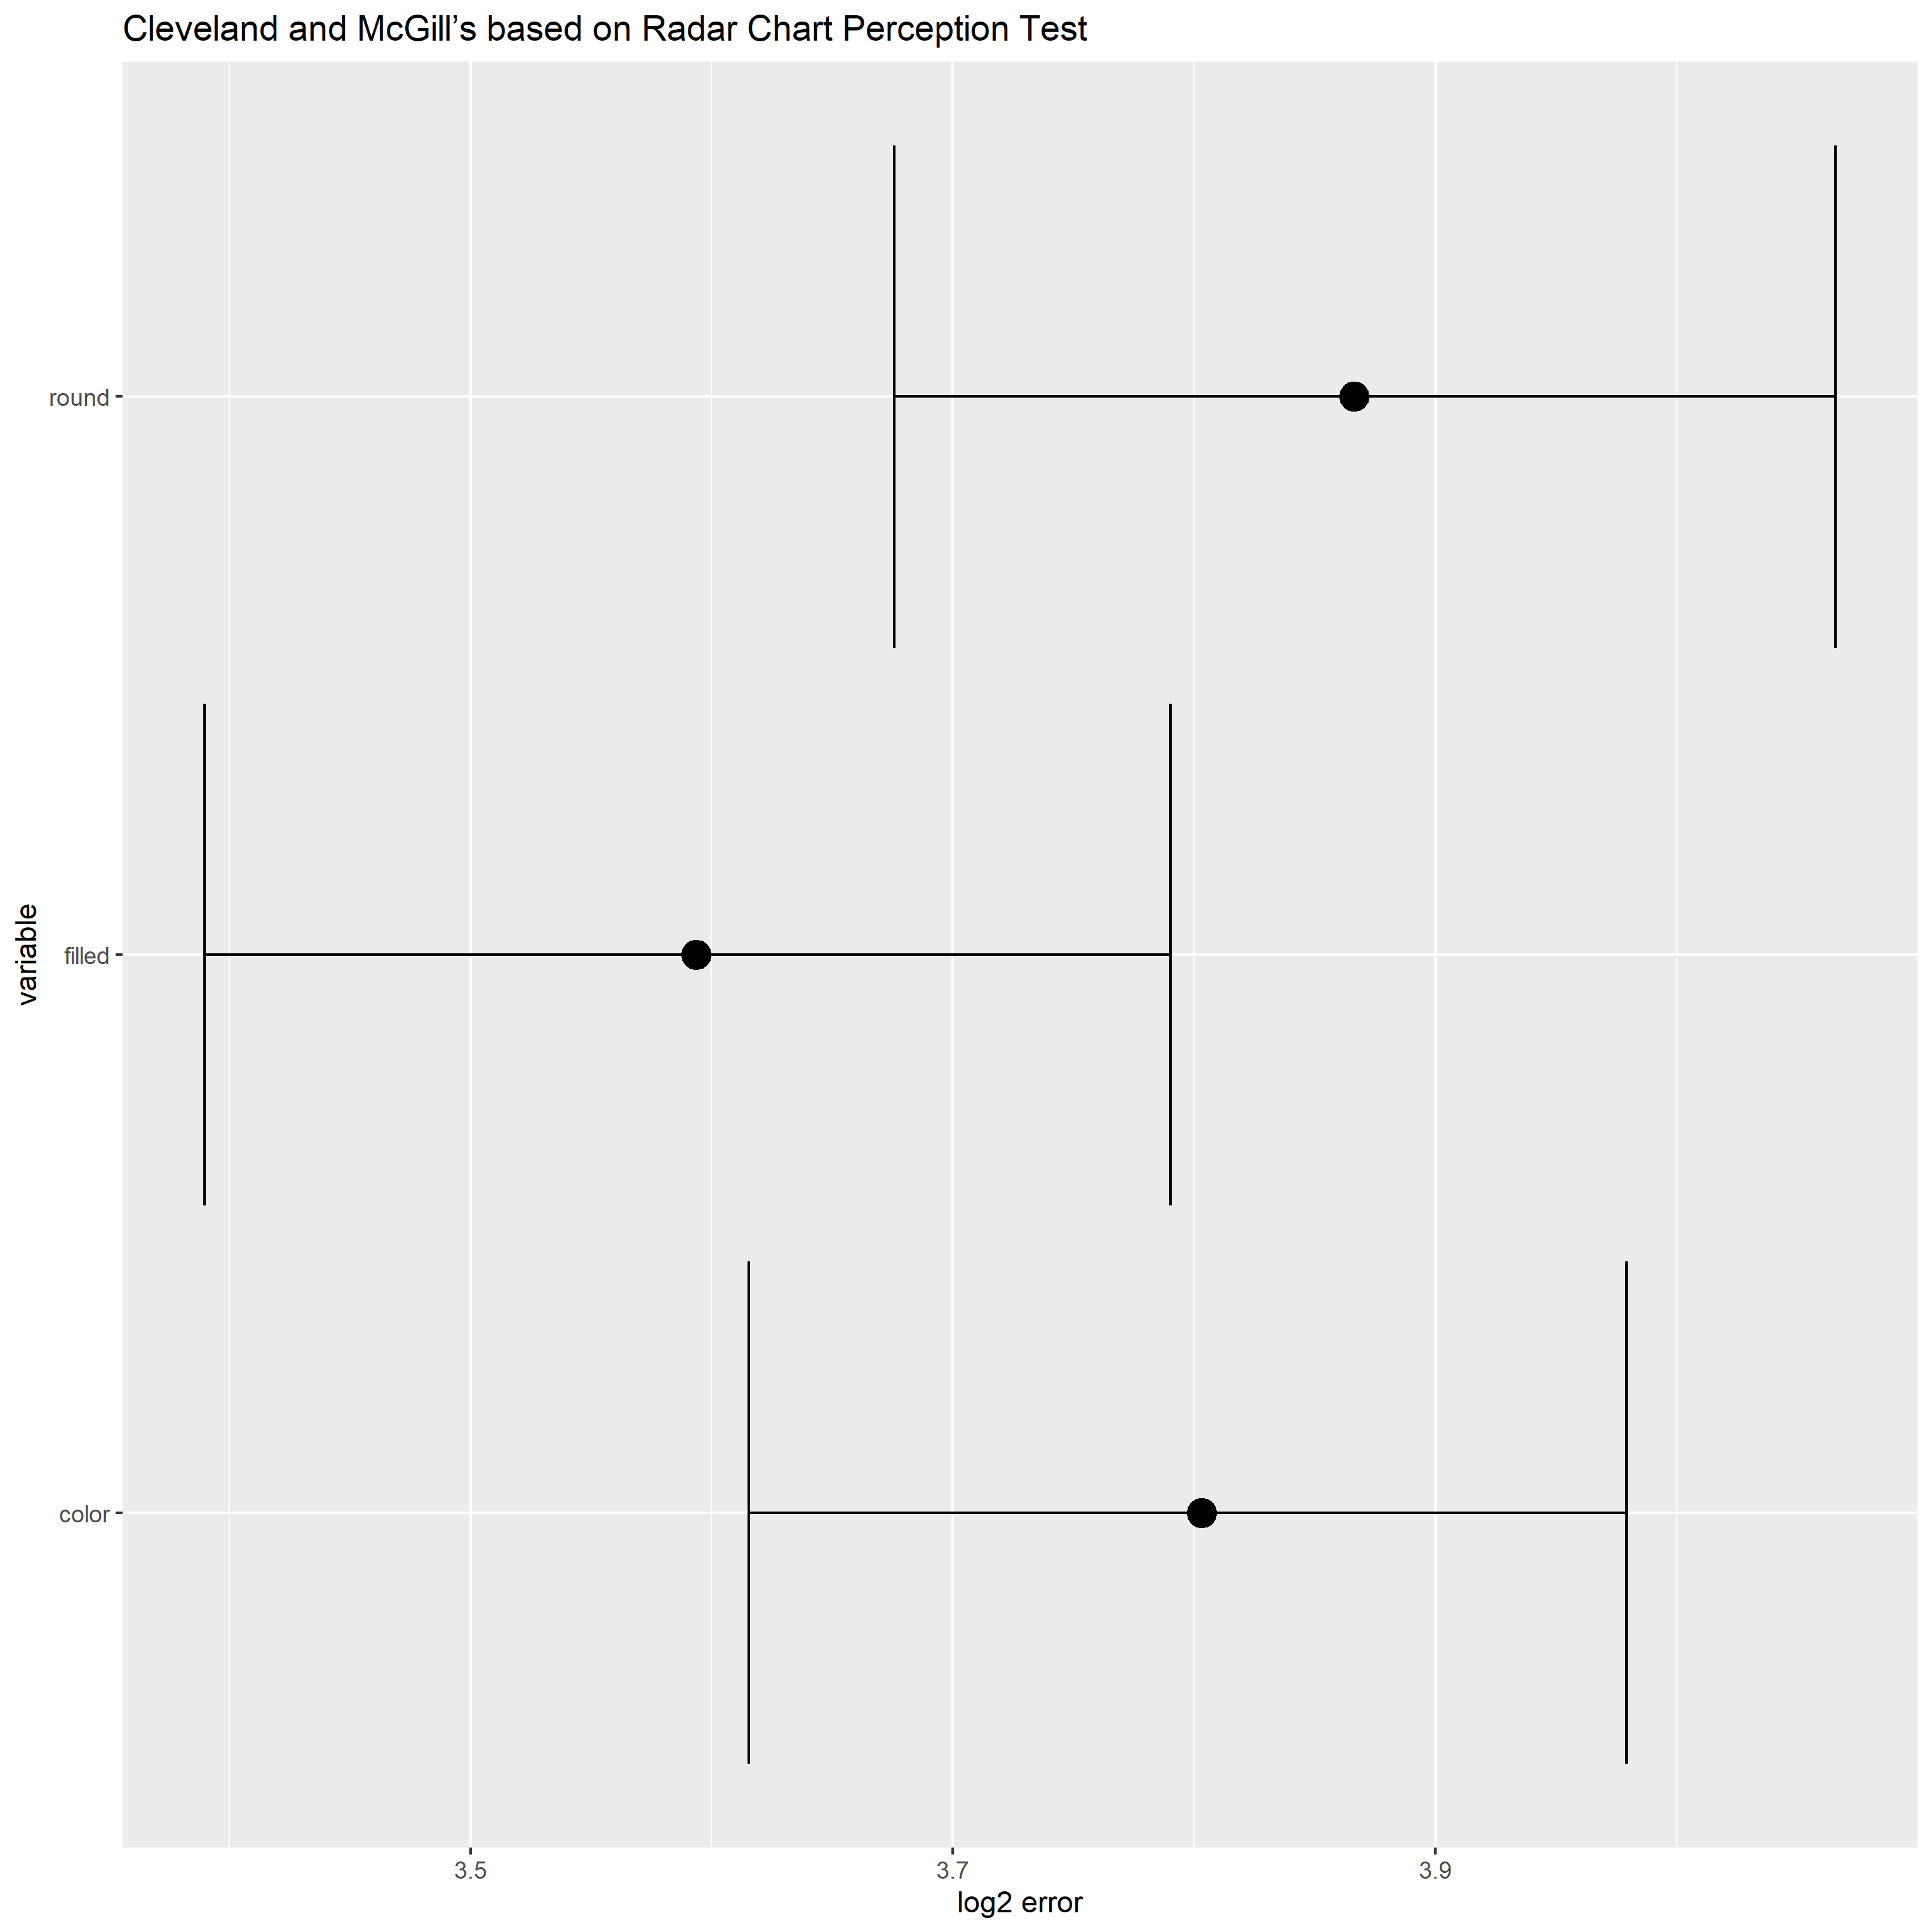 Cleveland and McGill’s based on Radar Chart Perception Test
variable
round
filled
color
3.5 3.7 3.9
log2 error